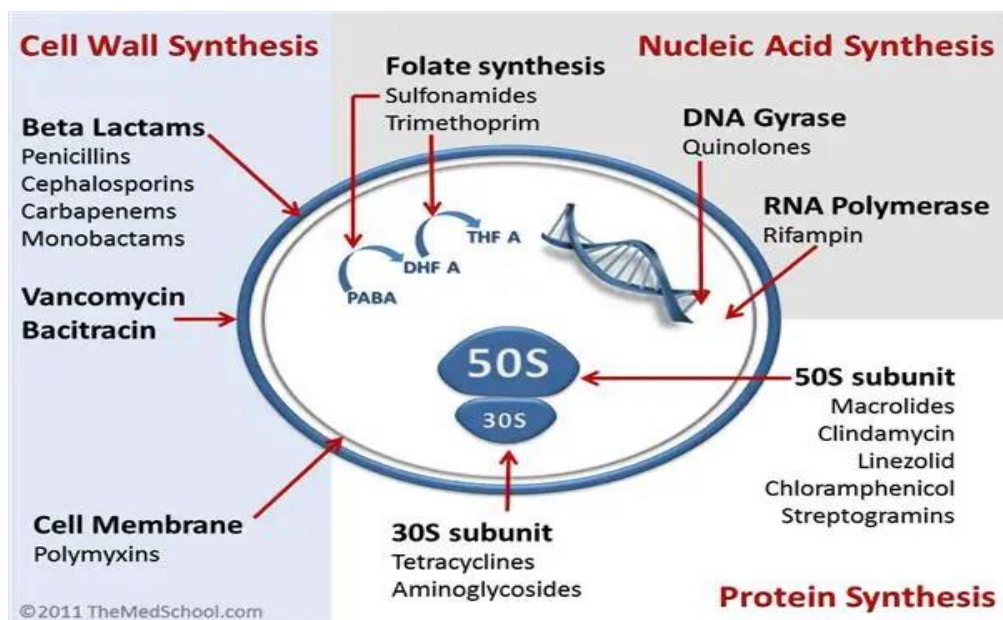 Cell Wall Synthesis
Nucleic Acid Synthesis
Beta Lactams
Penicillins
Cephalosporins
Carbapenems
Monobactams
Vancomycin
Bacitracin
Cell Membrane
Polymyxins
Folate synthesis
Sulfonamides
Trimethoprim
DNA Gyrase
Quinolones
RNA Polymerase
Rifampin
PABA
DHF A
THF A
50S
30S
50S subunit
Macrolides
Clindamycin
Linezolid
Chloramphenicol
Streptogramins
30S subunit
Tetracyclines
Aminoglycosides
Protein Synthesis
©2011 TheMedSchool.com